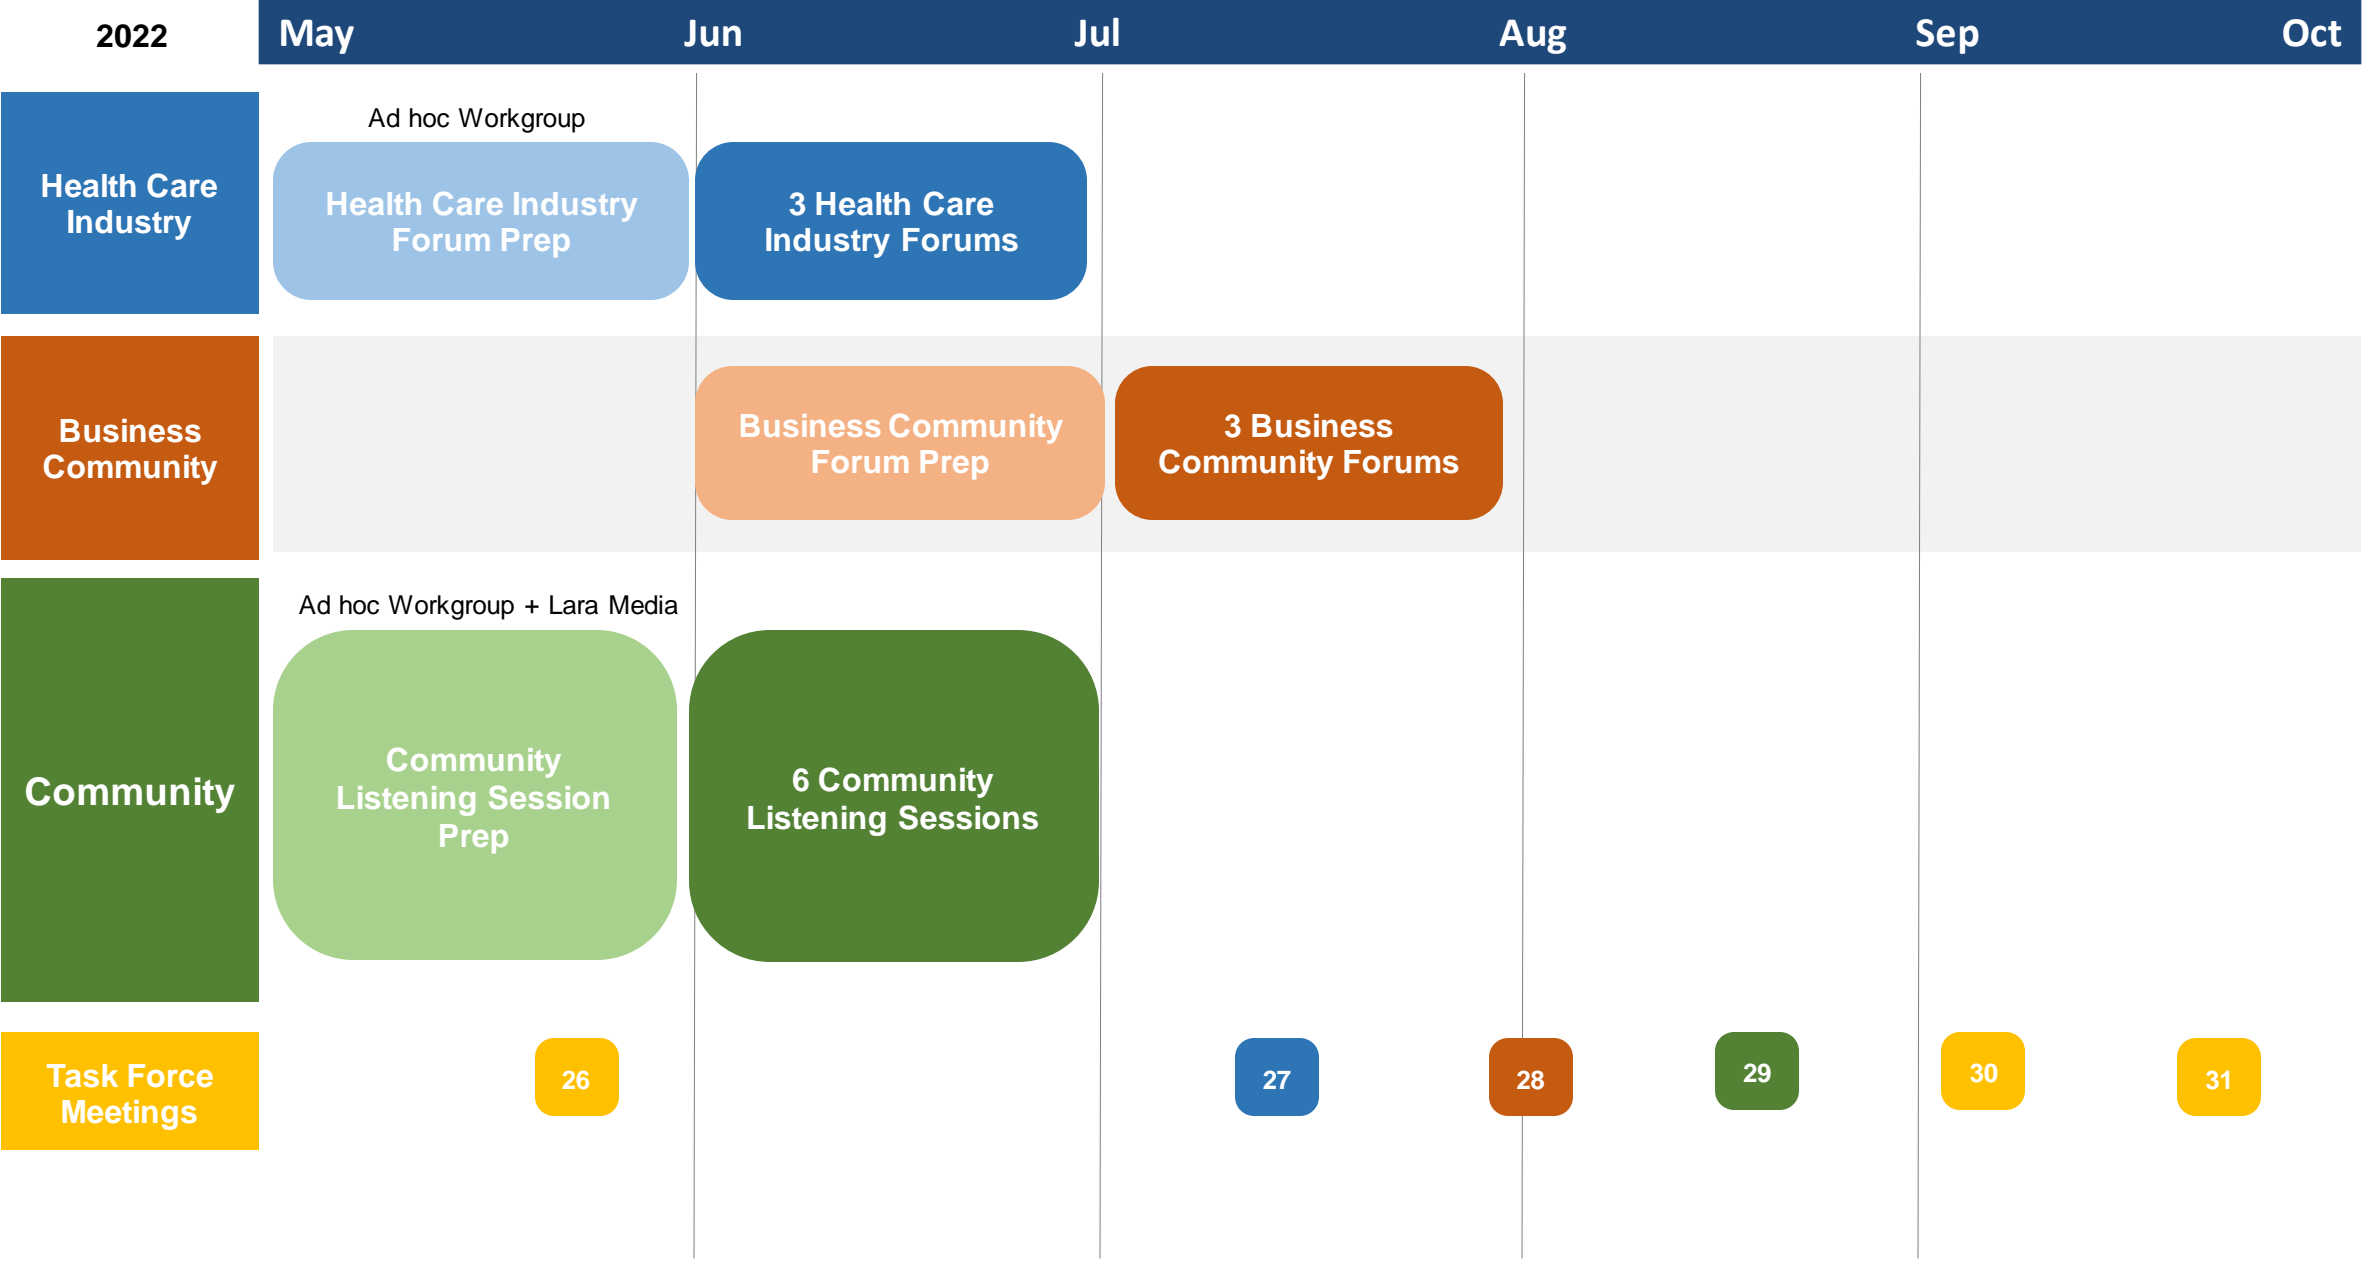 2022
May
Jun
Jul
Aug
Sep
Oct
Health Care
Industry
Ad hoc Workgroup
Health Care Industry
Forum Prep
3 Health Care
Industry Forums
Business
Community
Business Community
Forum Prep
3 Business
Community Forums
Community
Ad hoc Workgroup + Lara Media
Community
Listening Session
Prep
6 Community
Listening Sessions
Task Force
Meetings
26
27
28
29
30
31